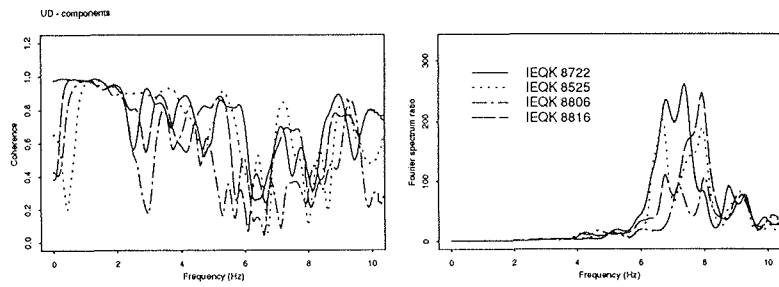 UD - components
Coherence
1.2
1.0
0.8
0.6
0.4
0.2
0.0
0
2
4
6
8
10
Frequency (Hz)
Fourier spectrum ratio
300
200
100
0
IEQK 8722
IEQK 8525
IEQK 8806
IEQK 8816
0
2
4
6
8
10
Frequency (Hz)